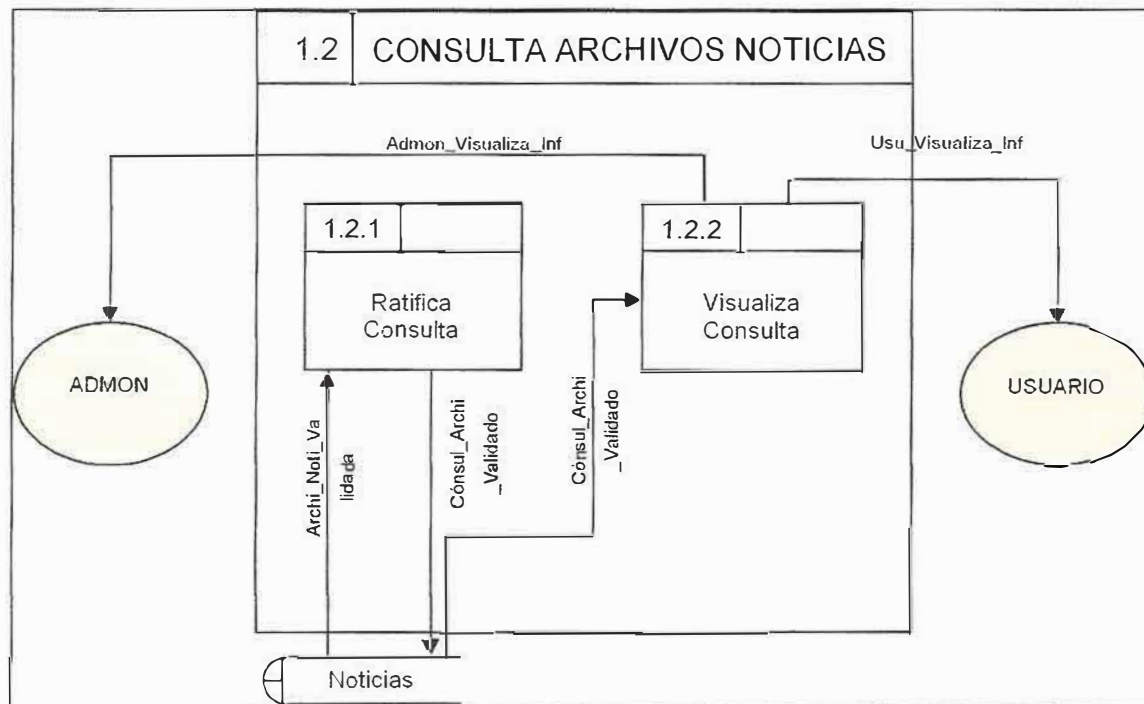 1.2 CONSULTA ARCHIVOS NOTICIAS
Admon_Visualiza_Inf
Usu_Visualiza_Inf
1.2.1
Ratifica
Consulta
1.2.2
Visualiza
Consulta
ADMON
USUARIO
Archi_Noti_Va
lidada
Cónsul_Archi
_Validado
Cónsul_Archi
_Validado
Noticias